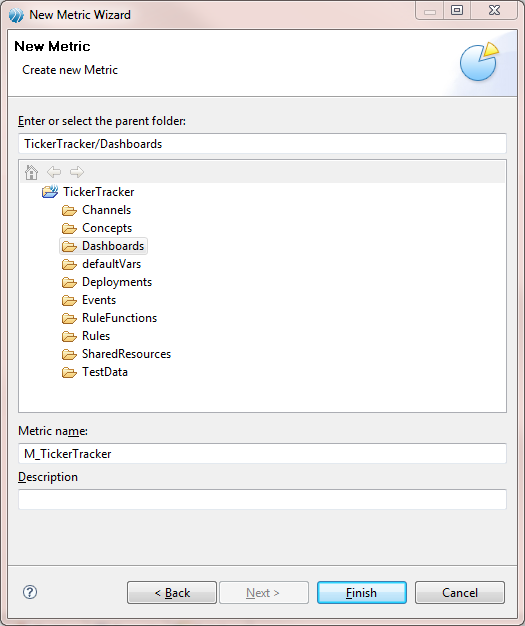 New Metric Wizard
New Metric
Create new Metric
Enter or select the parent folder:
TickerTracker/Dashboards
TickerTracker
Channels
Concepts
Dashboards
defaultVars
Deployments
Events
RuleFunctions
Rules
SharedResources
TestData
Metric name:
M_TickerTracker
Description
? < Back Next > Finish Cancel